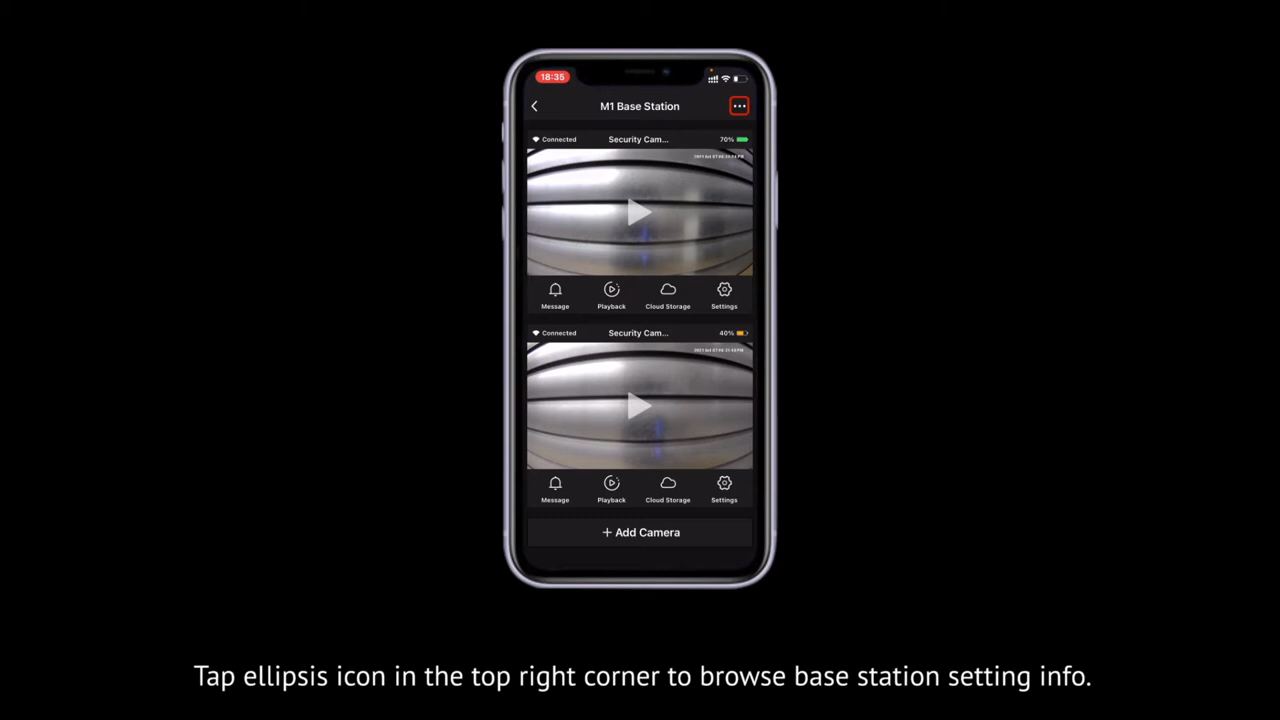 18:35
M1 Base Station
Connected Security Cam... 70%
Message Playback Cloud Storage Settings
Connected Security Cam... 40%
Message Playback Cloud Storage Settings
+ Add Camera
Tap ellipsis icon in the top right corner to browse base station setting info.